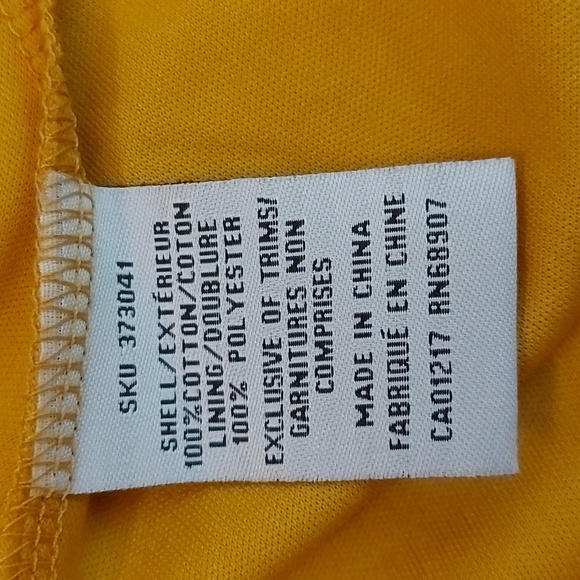 SKU 373041
SHELL/EXTÉRIEUR
100%COTTON/COTON
LINING/DOUBLURE
100% POLYESTER
EXCLUSIVE OF TRIMS/
GARNITURES NON
COMPRISES
MADE IN CHINA
FABRIQUÉ EN CHINE
CA01217 RN68907